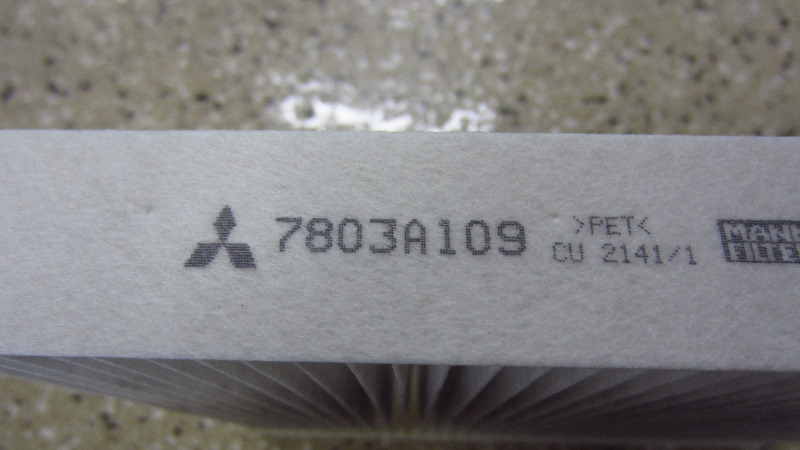 7803A109
>PET<
CU 2141/1
MANN
FILTER